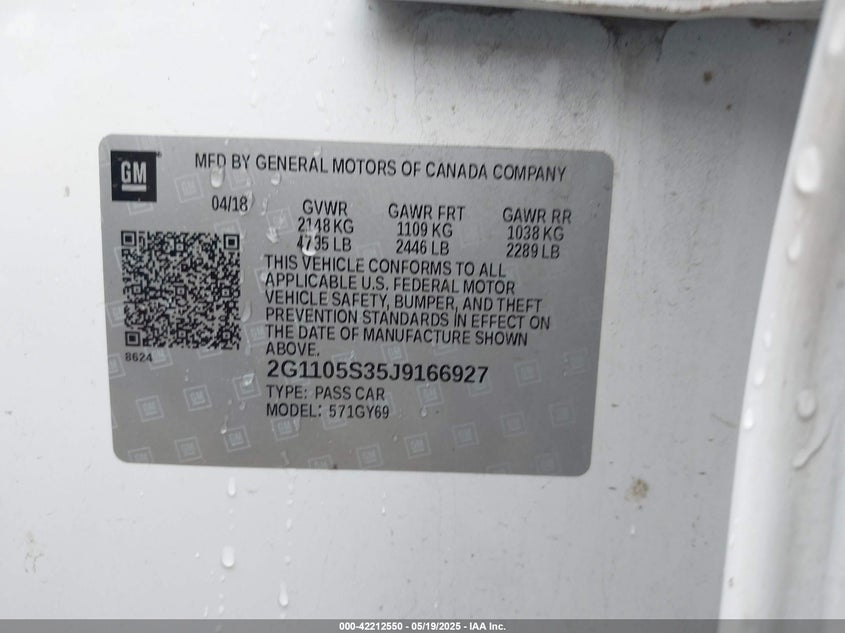 GM
MFD BY GENERAL MOTORS OF CANADA COMPANY
04/18 GVWR GAWR FRT GAWR RR
2148 KG 1109 KG 1038 KG
4735 LB 2446 LB 2289 LB
THIS VEHICLE CONFORMS TO ALL
APPLICABLE U.S. FEDERAL MOTOR
VEHICLE SAFETY, BUMPER, AND THEFT
PREVENTION STANDARDS IN EFFECT ON
THE DATE OF MANUFACTURE SHOWN
ABOVE.
8624
2G1105S35J9166927
TYPE: PASS CAR
MODEL: 571GY69
000-42212550 - 05/19/2025 - IAA Inc.